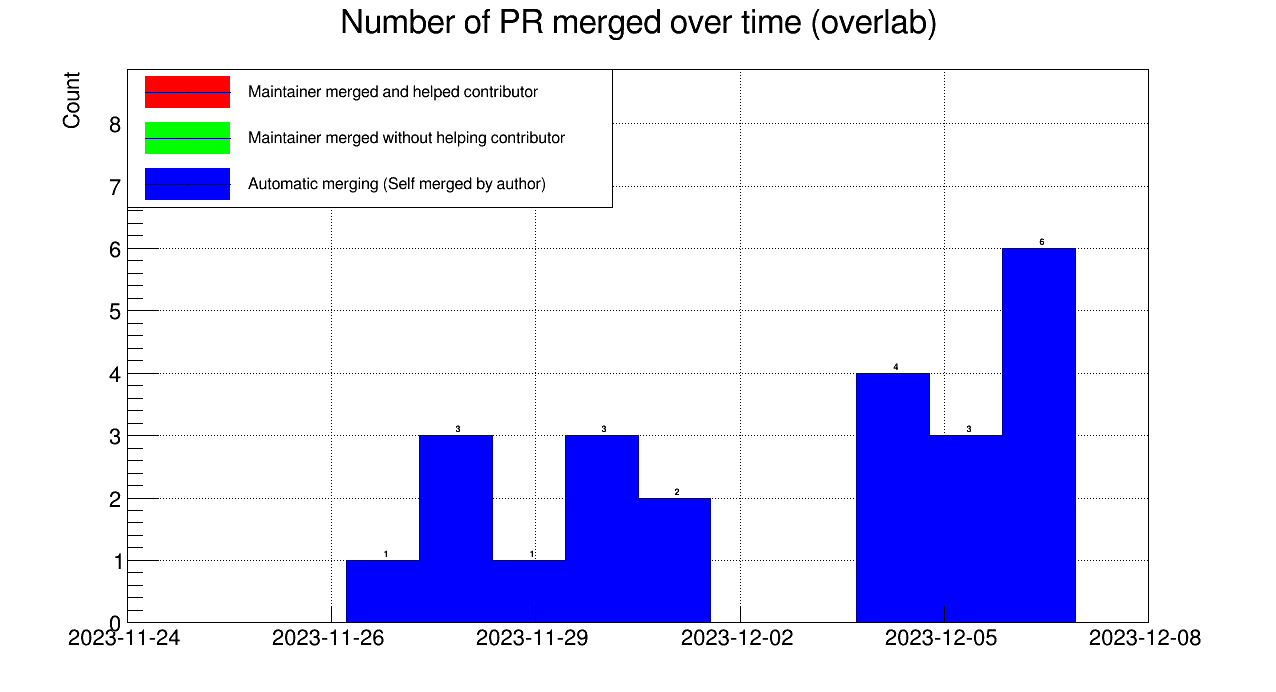 Number of PR merged over time (overlab)
Count
Maintainer merged and helped contributor
Maintainer merged without helping contributor
Automatic merging (Self merged by author)
8
7
6
5
4
3
2
1
0
1
3
1
3
2
4
3
6
2023-11-24 2023-11-26 2023-11-29 2023-12-02 2023-12-05 2023-12-08